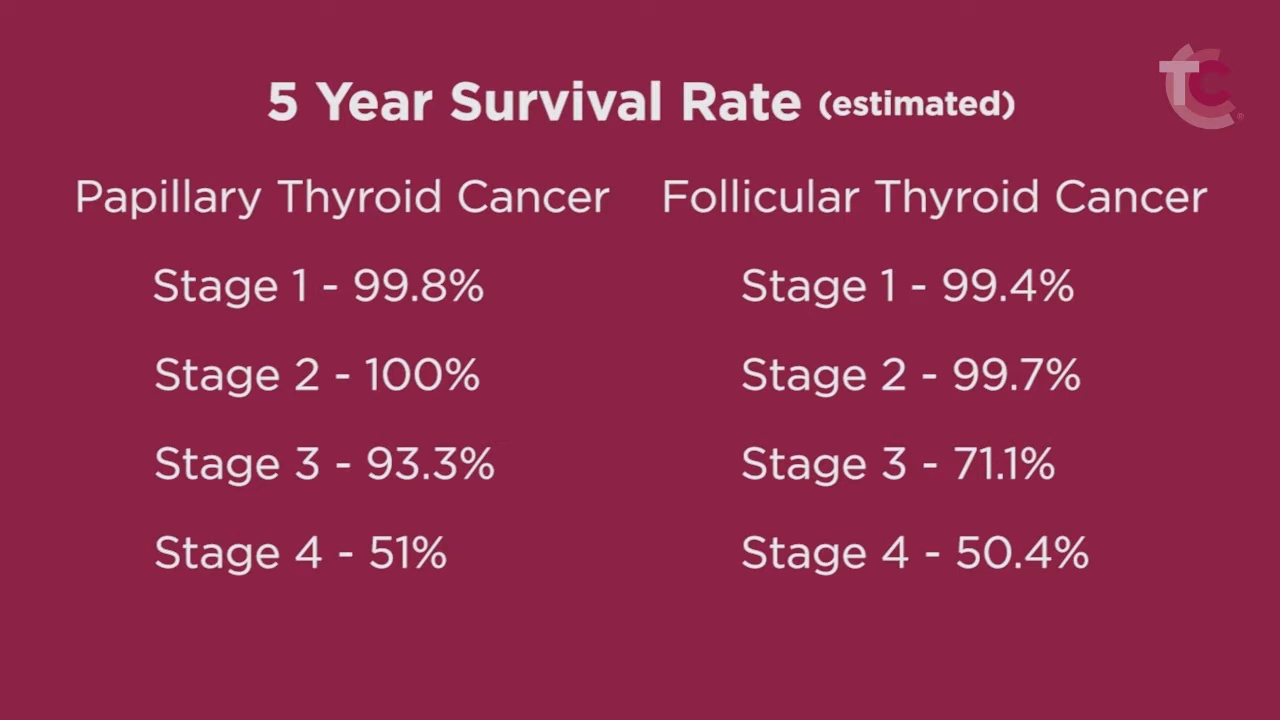 5 Year Survival Rate (estimated)
TC
Papillary Thyroid Cancer
Stage 1 - 99.8%
Stage 2 - 100%
Stage 3 - 93.3%
Stage 4 - 51%
Follicular Thyroid Cancer
Stage 1 - 99.4%
Stage 2 - 99.7%
Stage 3 - 71.1%
Stage 4 - 50.4%